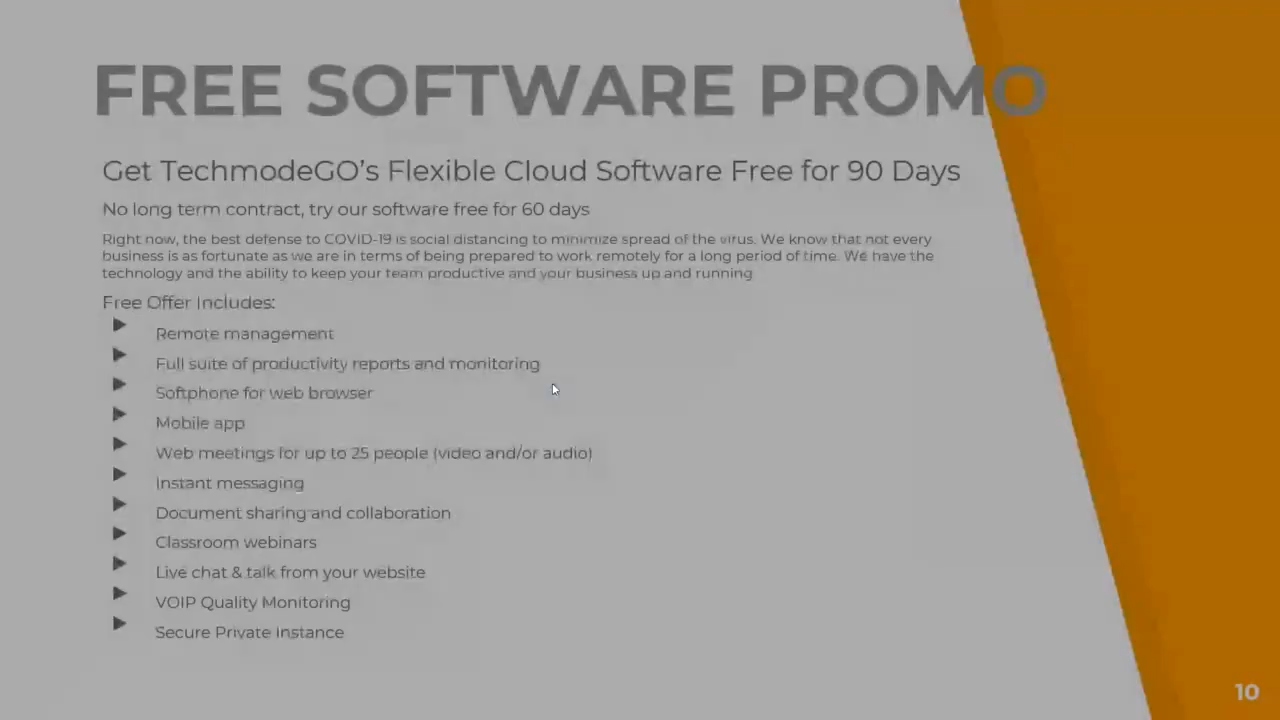 FREE SOFTWARE PROMO
Get TechmodeGO's Flexible Cloud Software Free for 90 Days
No long term contract, try our software free for 60 days
Right now, the best defense to COVID-19 is social distancing to minimize spread of the virus. We know that not every
business is as fortunate as we are in terms of being prepared to work remotely for a long period of time. We have the
technology and the ability to keep your team productive and your business up and running
Free Offer Includes:
Remote management
Full suite of productivity reports and monitoring
Softphone for web browser
Mobile app
Web meetings for up to 25 people (video and/or audio)
Instant messaging
Document sharing and collaboration
Classroom webinars
Live chat & talk from your website
VOIP Quality Monitoring
Secure Private Instance
10